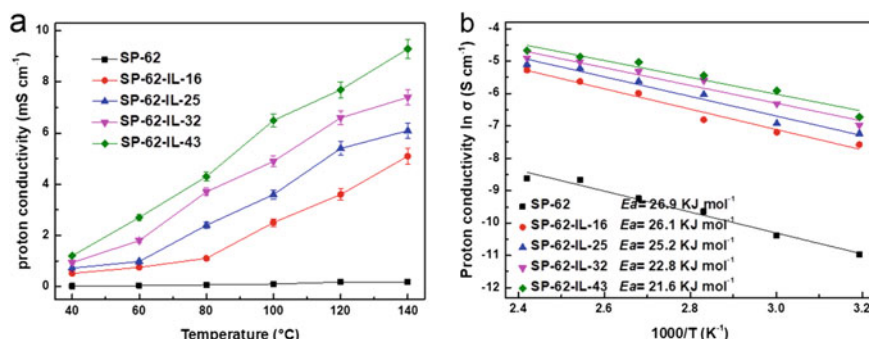 a
proton conductivity (mS cm⁻¹)
10
8
6
4
2
0
SP-62
SP-62-IL-16
SP-62-IL-25
SP-62-IL-32
SP-62-IL-43
40 60 80 100 120 140
Temperature (°C)
b
Proton conductivity ln σ (S cm⁻¹)
-4
-5
-6
-7
-8
-9
-10
-11
-12
SP-62 Ea= 26.9 KJ mol⁻¹
SP-62-IL-16 Ea= 26.1 KJ mol⁻¹
SP-62-IL-25 Ea= 25.2 KJ mol⁻¹
SP-62-IL-32 Ea= 22.8 KJ mol⁻¹
SP-62-IL-43 Ea= 21.6 KJ mol⁻¹
2.4 2.6 2.8 3.0 3.2
1000/T (K⁻¹)